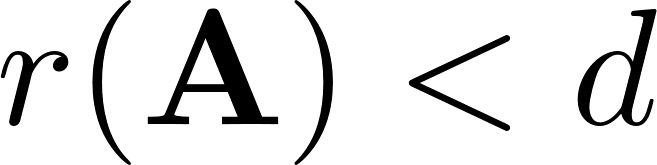 r(𝐀) < d